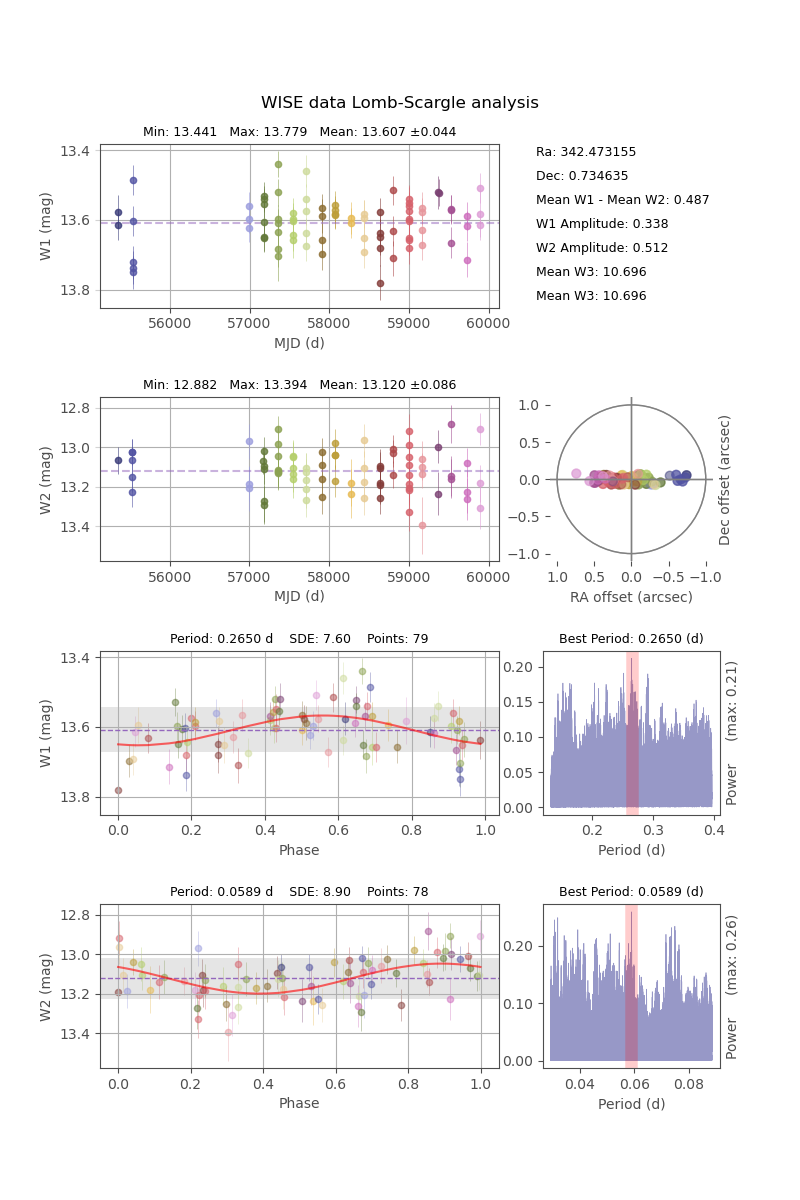 WISE data Lomb-Scargle analysis
Min: 13.441   Max: 13.779   Mean: 13.607 ±0.044
13.4
13.6
13.8
W1 (mag)
56000 57000 58000 59000 60000
MJD (d)
Ra: 342.473155
Dec: 0.734635
Mean W1 - Mean W2: 0.487
W1 Amplitude: 0.338
W2 Amplitude: 0.512
Mean W3: 10.696
Mean W3: 10.696
Min: 12.882   Max: 13.394   Mean: 13.120 ±0.086
12.8
13.0
13.2
13.4
W2 (mag)
56000 57000 58000 59000 60000
MJD (d)
1.0
0.5
0.0
−0.5
−1.0
1.0 0.5 0.0 −0.5 −1.0
RA offset (arcsec)
Dec offset (arcsec)
Period: 0.2650 d    SDE: 7.60    Points: 79
13.4
13.6
13.8
W1 (mag)
0.0 0.2 0.4 0.6 0.8 1.0
Phase
Best Period: 0.2650 (d)
0.20
0.15
0.10
0.05
0.00
0.2 0.3 0.4
Period (d)
Power    (max: 0.21)
Period: 0.0589 d    SDE: 8.90    Points: 78
12.8
13.0
13.2
13.4
W2 (mag)
0.0 0.2 0.4 0.6 0.8 1.0
Phase
Best Period: 0.0589 (d)
0.20
0.10
0.00
0.04 0.06 0.08
Period (d)
Power    (max: 0.26)